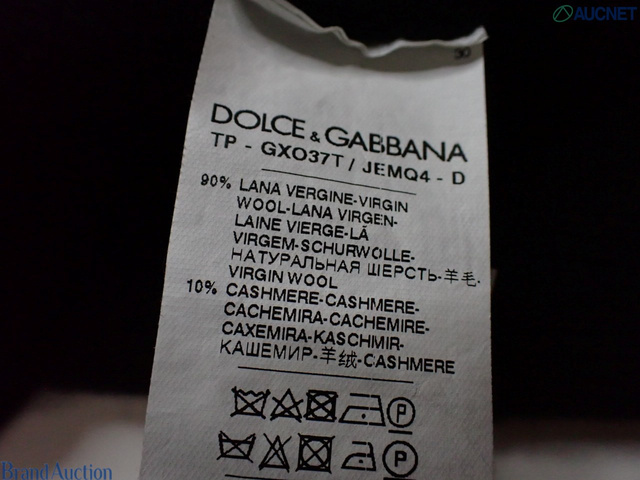 AUCNET
DOLCE & GABBANA
TP - GXO37T / JEMQ4 - D
90% LANA VERGINE-VIRGIN
WOOL-LANA VIRGEN-
LAINE VIERGE-LÃ
VIRGEM-SCHURWOLLE-
НАТУРАЛЬНАЯ ШЕРСТЬ-羊毛-
VIRGIN WOOL
10% CASHMERE-CASHMERE-
CACHEMIRA-CACHEMIRE-
CAXEMIRA-KASCHMIR-
КАШЕМИР-羊绒-CASHMERE
P
P
Brand Auction